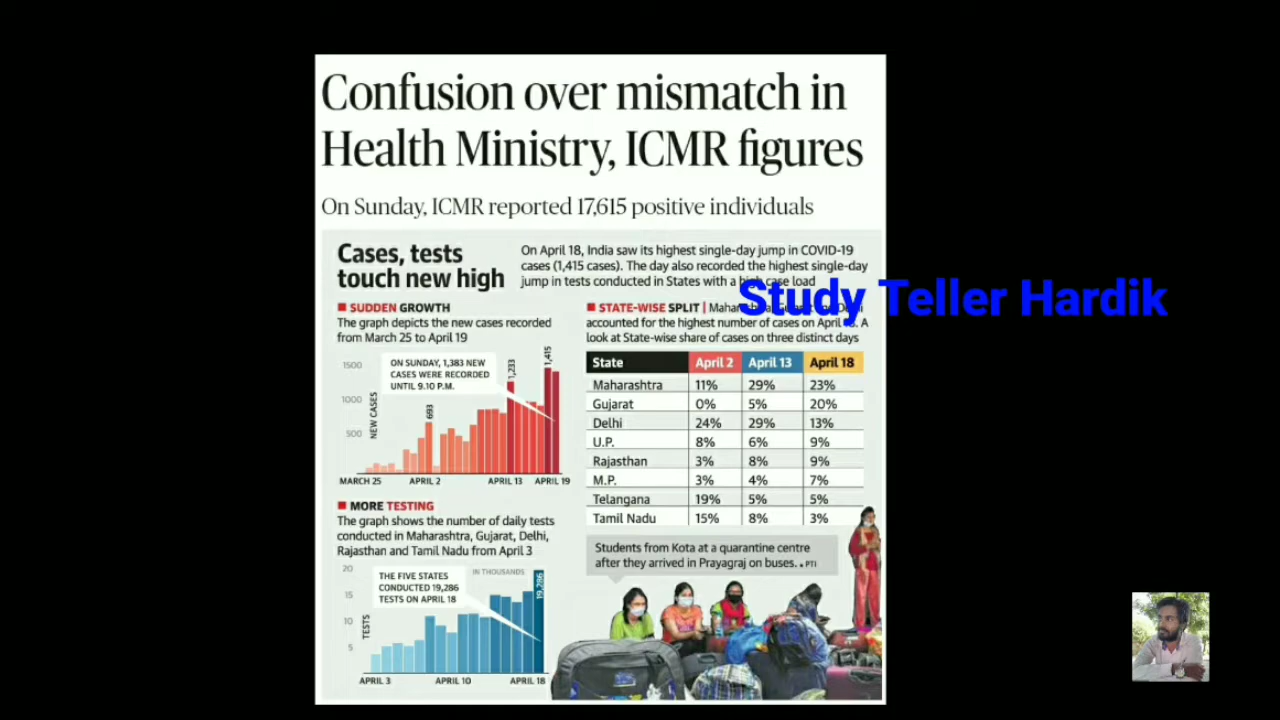 Confusion over mismatch in
Health Ministry, ICMR figures
On Sunday, ICMR reported 17,615 positive individuals
Cases, tests
touch new high
On April 18, India saw its highest single-day jump in COVID-19
cases (1,415 cases). The day also recorded the highest single-day
jump in tests conducted in States with a high case load
Study Teller Hardik
SUDDEN GROWTH
The graph depicts the new cases recorded
from March 25 to April 19
1500
1000
500
NEW CASES
ON SUNDAY, 1,383 NEW
CASES WERE RECORDED
UNTIL 9.10 P.M.
693
1,233
1,415
MARCH 25 APRIL 2 APRIL 13 APRIL 19
MORE TESTING
The graph shows the number of daily tests
conducted in Maharashtra, Gujarat, Delhi,
Rajasthan and Tamil Nadu from April 3
20
15
10
5
TESTS
IN THOUSANDS
THE FIVE STATES
CONDUCTED 19,286
TESTS ON APRIL 18
19,286
APRIL 3 APRIL 10 APRIL 18
STATE-WISE SPLIT |
accounted for the highest number of cases on April A
look at State-wise share of cases on three distinct days
State April 2 April 13 April 18
Maharashtra 11% 29% 23%
Gujarat 0% 5% 20%
Delhi 24% 29% 13%
U.P. 8% 6% 9%
Rajasthan 3% 8% 9%
M.P. 3% 4% 7%
Telangana 19% 5% 5%
Tamil Nadu 15% 8% 3%
Students from Kota at a quarantine centre
after they arrived in Prayagraj on buses. ▲ PTI